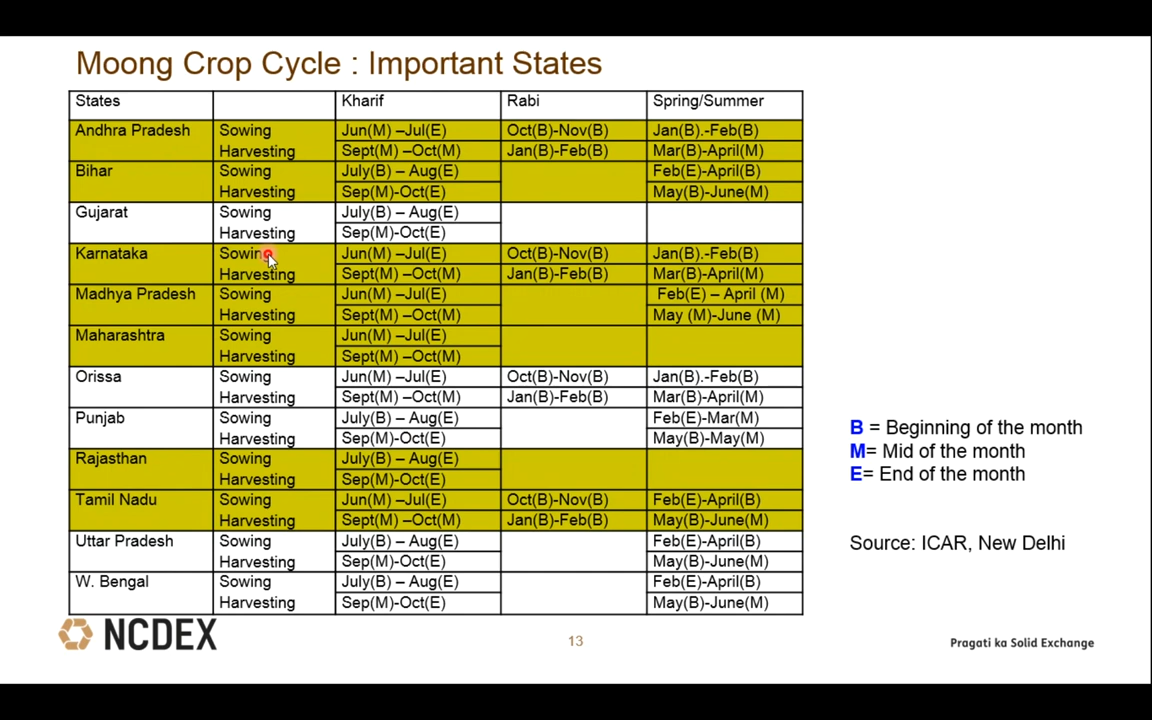 Moong Crop Cycle : Important States
States Kharif Rabi Spring/Summer
Andhra Pradesh Sowing Jun(M) –Jul(E) Oct(B)-Nov(B) Jan(B).-Feb(B)
Harvesting Sept(M) –Oct(M) Jan(B)-Feb(B) Mar(B)-April(M)
Bihar Sowing July(B) – Aug(E) Feb(E)-April(B)
Harvesting Sep(M)-Oct(E) May(B)-June(M)
Gujarat Sowing July(B) – Aug(E)
Harvesting Sep(M)-Oct(E)
Karnataka Sowing Jun(M) –Jul(E) Oct(B)-Nov(B) Jan(B).-Feb(B)
Harvesting Sept(M) –Oct(M) Jan(B)-Feb(B) Mar(B)-April(M)
Madhya Pradesh Sowing Jun(M) –Jul(E) Feb(E) – April (M)
Harvesting Sept(M) –Oct(M) May (M)-June (M)
Maharashtra Sowing Jun(M) –Jul(E)
Harvesting Sept(M) –Oct(M)
Orissa Sowing Jun(M) –Jul(E) Oct(B)-Nov(B) Jan(B).-Feb(B)
Harvesting Sept(M) –Oct(M) Jan(B)-Feb(B) Mar(B)-April(M)
Punjab Sowing July(B) – Aug(E) Feb(E)-Mar(M)
Harvesting Sep(M)-Oct(E) May(B)-May(M)
Rajasthan Sowing July(B) – Aug(E)
Harvesting Sep(M)-Oct(E)
Tamil Nadu Sowing Jun(M) –Jul(E) Oct(B)-Nov(B) Feb(E)-April(B)
Harvesting Sept(M) –Oct(M) Jan(B)-Feb(B) May(B)-June(M)
Uttar Pradesh Sowing July(B) – Aug(E) Feb(E)-April(B)
Harvesting Sep(M)-Oct(E) May(B)-June(M)
W. Bengal Sowing July(B) – Aug(E) Feb(E)-April(B)
Harvesting Sep(M)-Oct(E) May(B)-June(M)
B = Beginning of the month
M= Mid of the month
E= End of the month
Source: ICAR, New Delhi
NCDEX
13
Pragati ka Solid Exchange